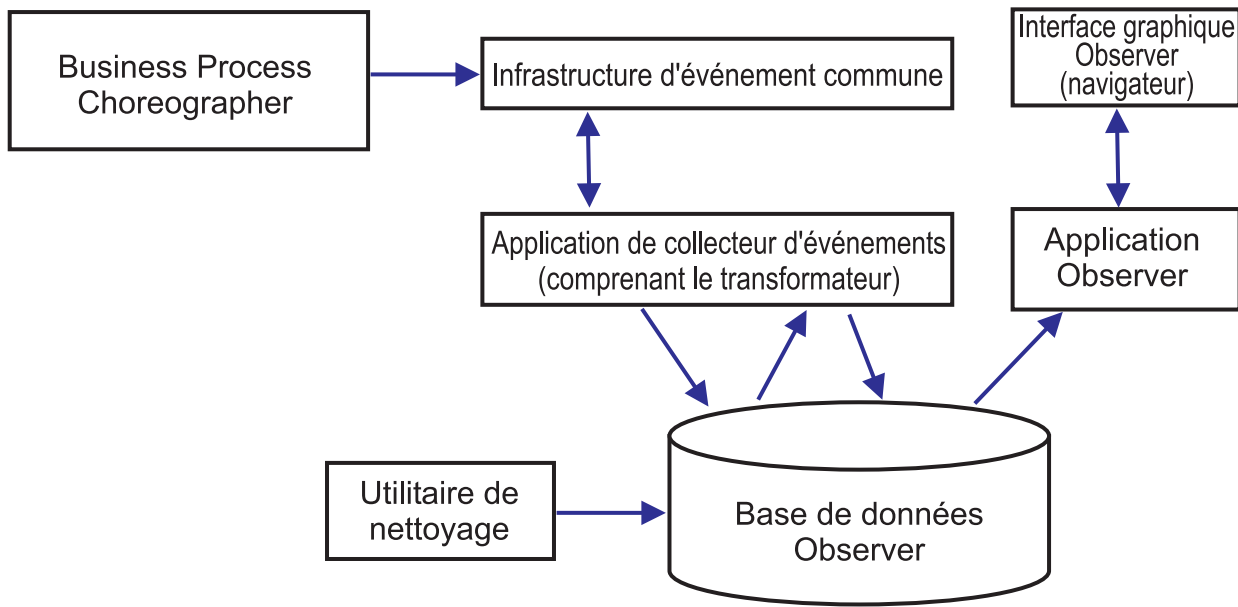 Business Process
Choreographer
Infrastructure d'événement commune
Interface graphique
Observer
(navigateur)
Application de collecteur d'événements
(comprenant le transformateur)
Application
Observer
Utilitaire de
nettoyage
Base de données
Observer